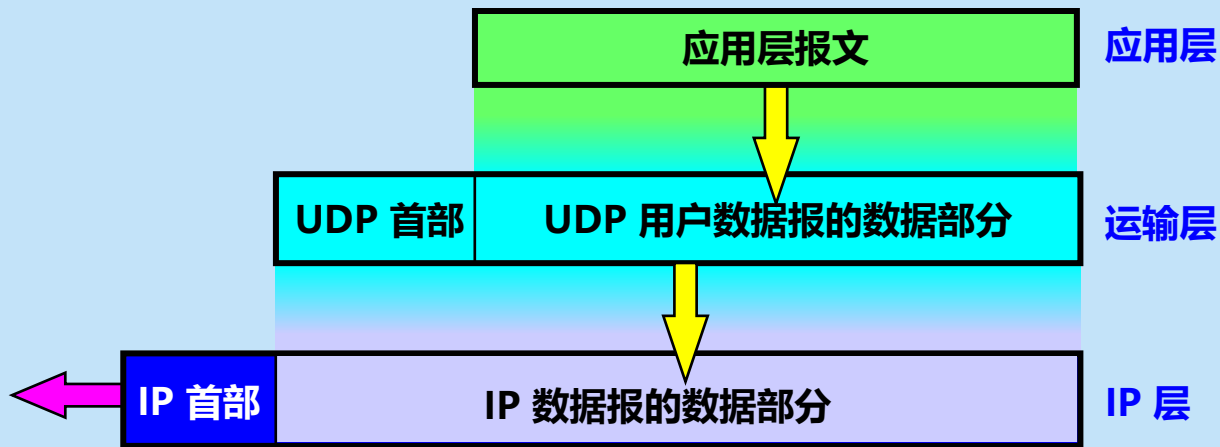 应用层报文
应用层
UDP 首部
UDP 用户数据报的数据部分
运输层
IP 首部
IP 数据报的数据部分
IP 层